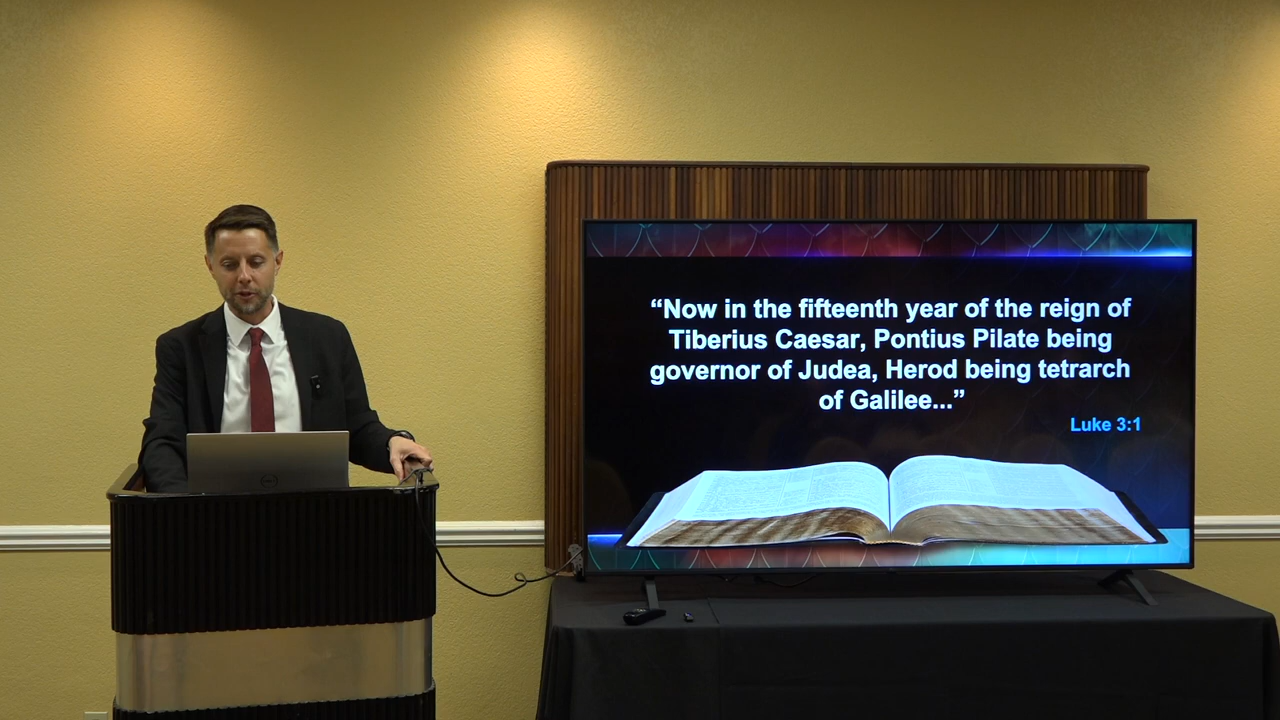 “Now in the fifteenth year of the reign of
Tiberius Caesar, Pontius Pilate being
governor of Judea, Herod being tetrarch
of Galilee...”
Luke 3:1